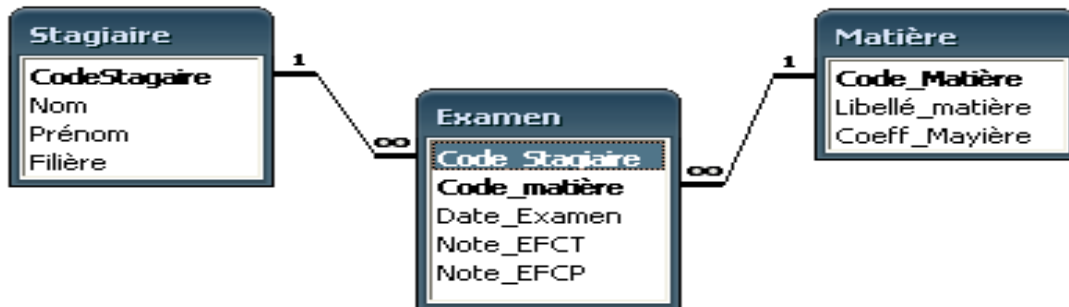 Stagiaire
CodeStagaire
Nom
Prénom
Filière
1
∞
Examen
Code_Stagiaire
Code_matière
Date_Examen
Note_EFCT
Note_EFCP
∞
1
Matière
Code_Matière
Libellé_matière
Coeff_Mayière